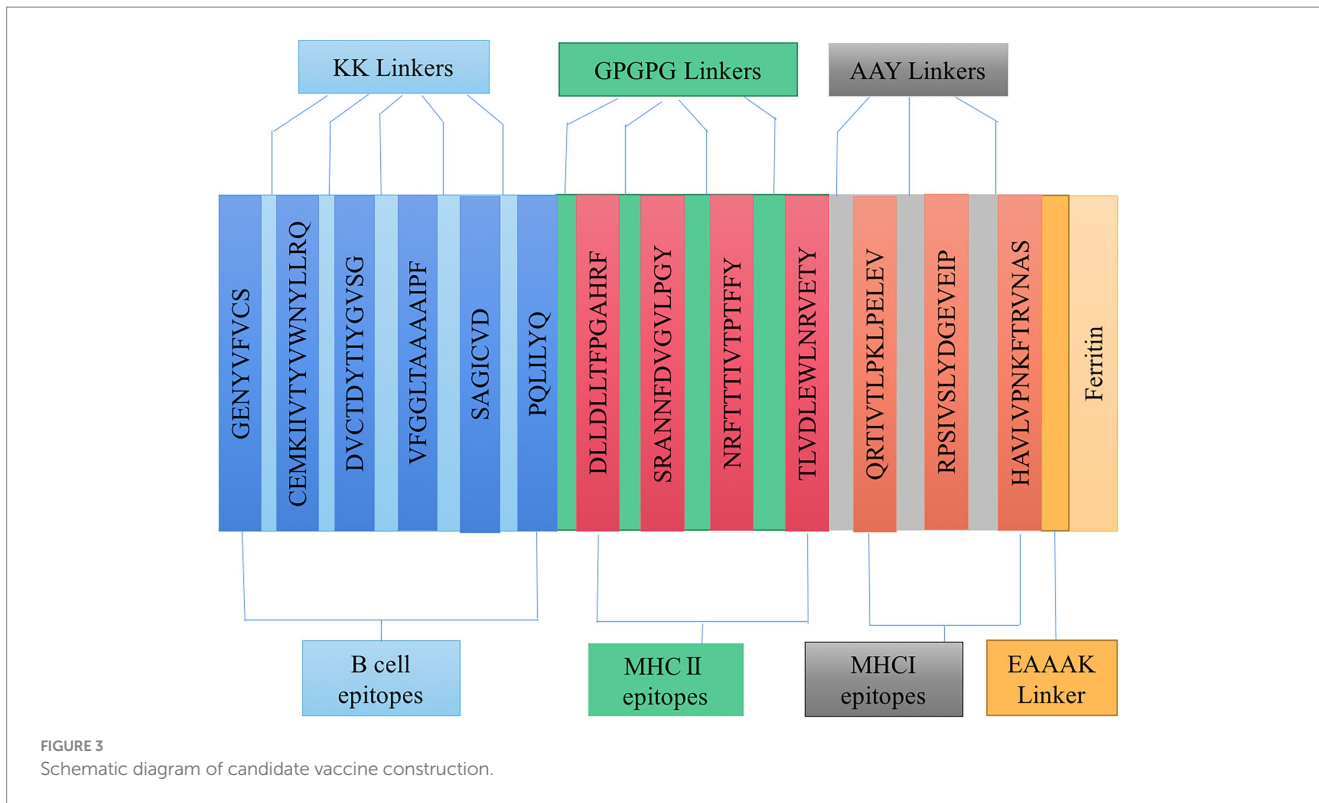 KK Linkers
GPGPG Linkers
AAY Linkers
GENYVFVCS
CEMKIIVTYVWNYLLRQ
DVCTDYTIYGVSG
VFGGLTAAAAIPF
SAGICVD
PQLILYQ
DLLDLLTFPGAHRF
SRANNFDVGVLPGY
NRFTTTIVTPTFFY
TLVDLEWLNRVETY
QRTIVTLPKLPELEV
RPSIVSLYDGEVEIP
HAVLVPNKFTRVNAS
Ferritin
B cell
epitopes
MHC II
epitopes
MHCI
epitopes
EAAAK
Linker
FIGURE 3
Schematic diagram of candidate vaccine construction.